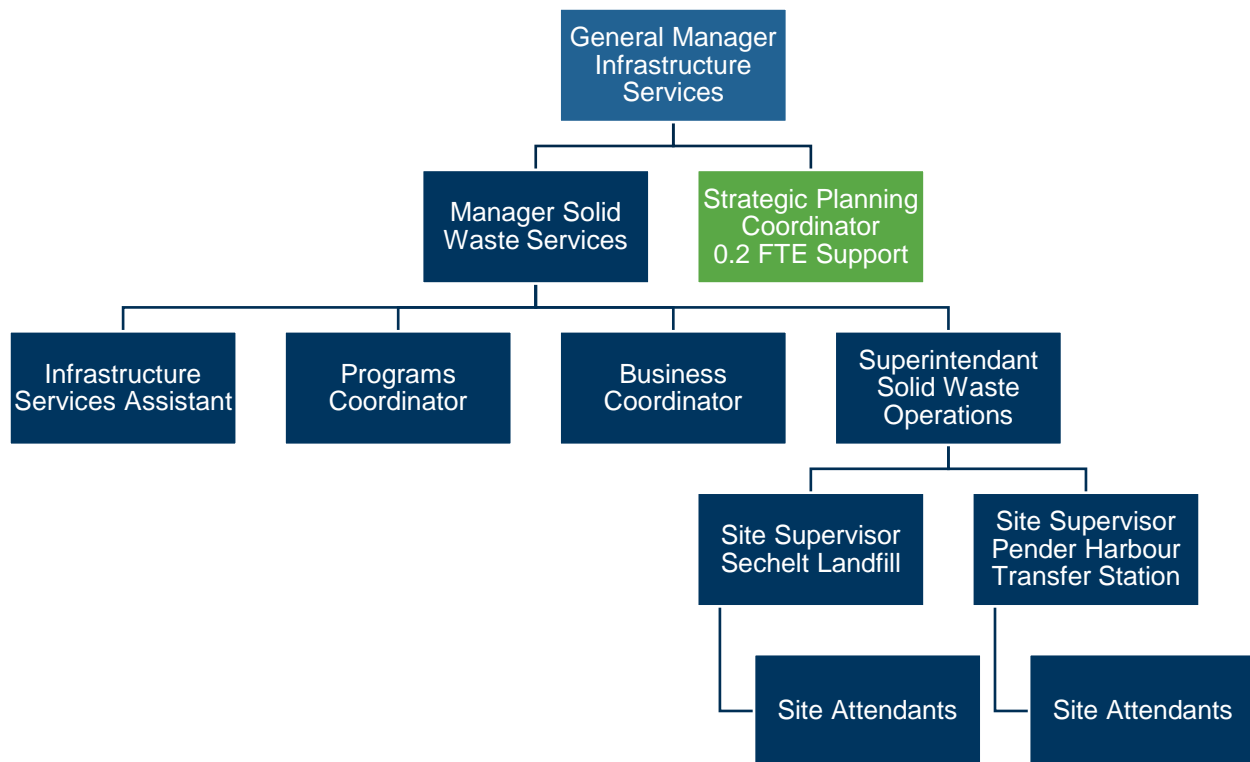 General Manager
Infrastructure
Services
Manager Solid
Waste Services
Strategic Planning
Coordinator
0.2 FTE Support
Infrastructure
Services Assistant
Programs
Coordinator
Business
Coordinator
Superintendant
Solid Waste
Operations
Site Supervisor
Sechelt Landfill
Site Supervisor
Pender Harbour
Transfer Station
Site Attendants
Site Attendants